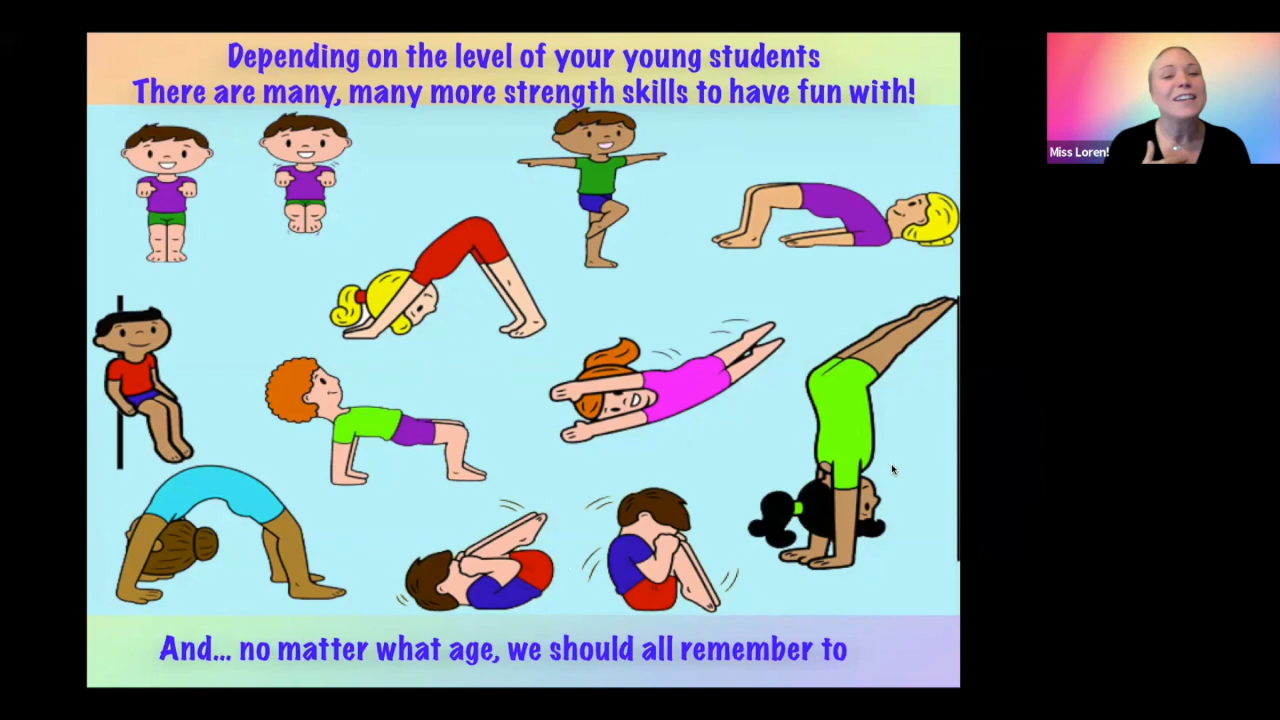 Depending on the level of your young students
There are many, many more strength skills to have fun with!
Miss Loren!
And... no matter what age, we should all remember to